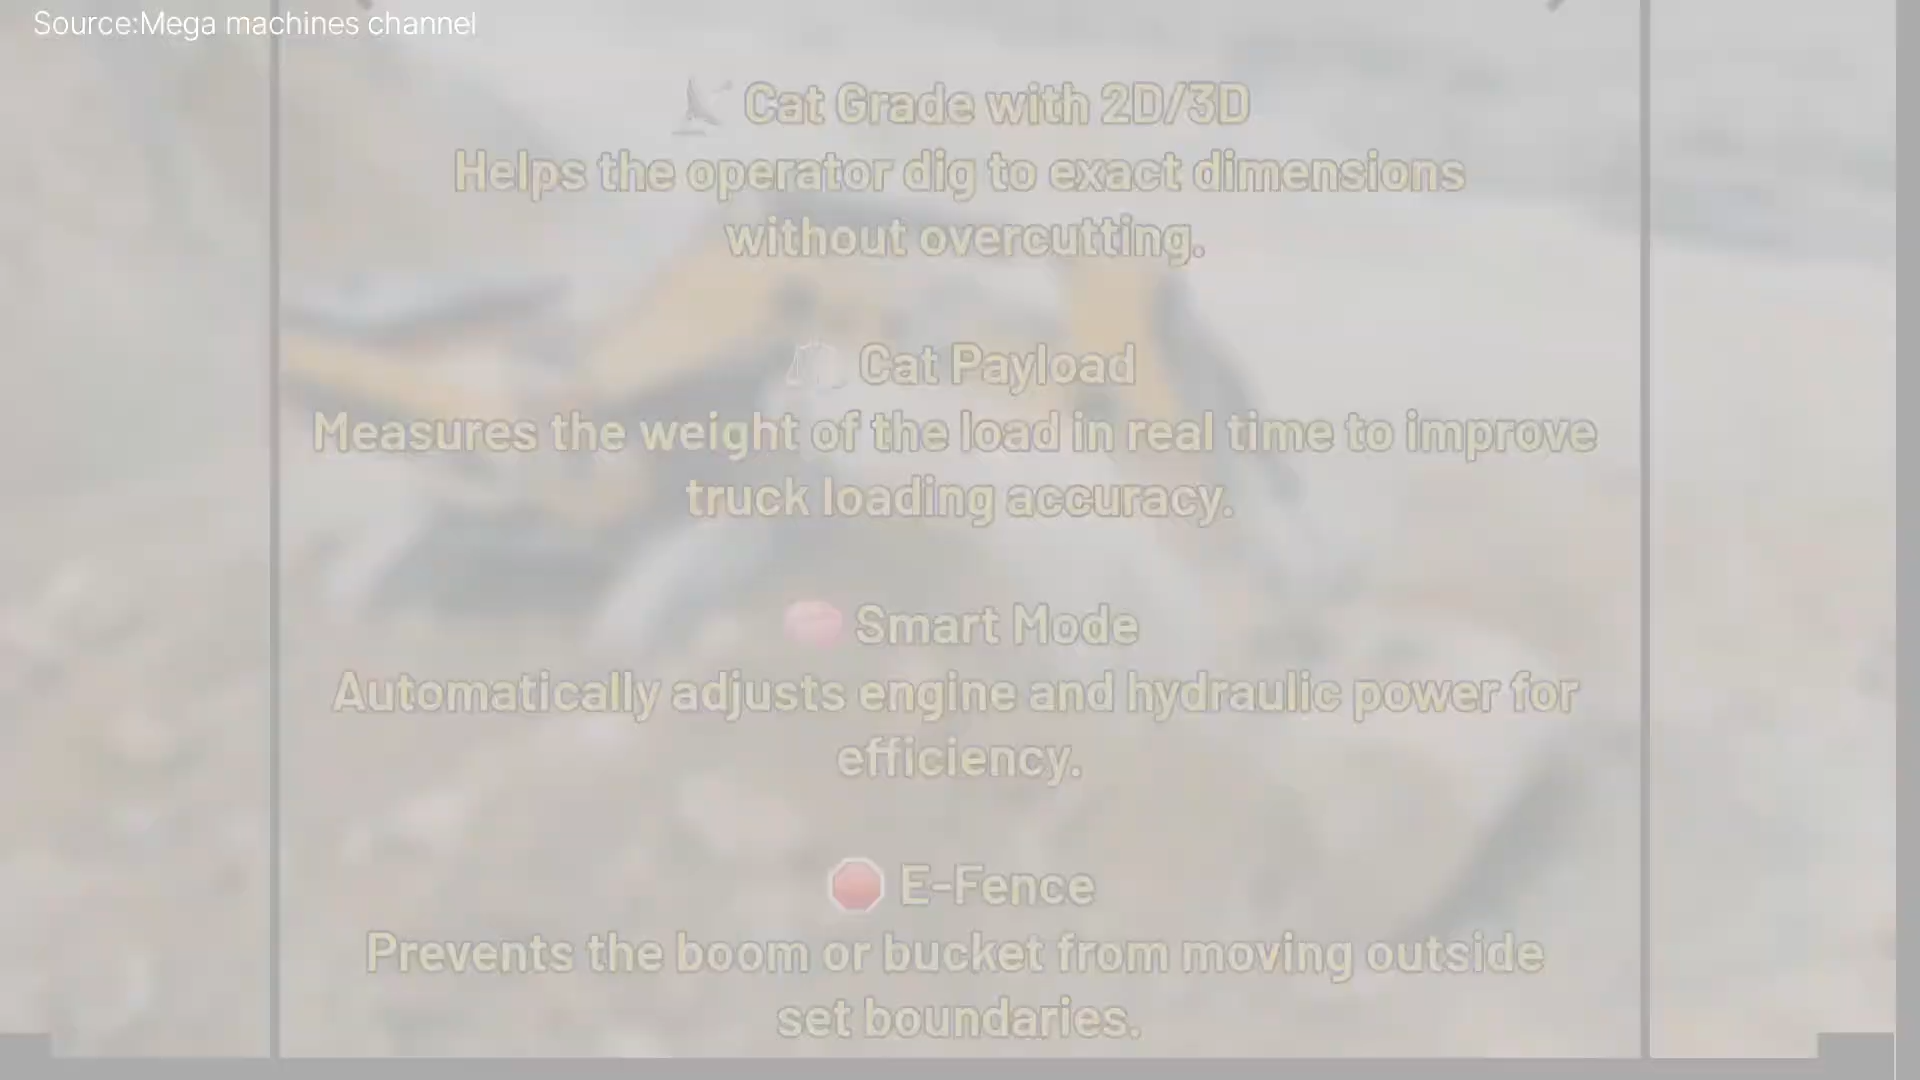 Source:Mega machines channel
Cat Grade with 2D/3D
Helps the operator dig to exact dimensions
without overcutting.
Cat Payload
Measures the weight of the load in real time to improve
truck loading accuracy.
Smart Mode
Automatically adjusts engine and hydraulic power for
efficiency.
E-Fence
Prevents the boom or bucket from moving outside
set boundaries.